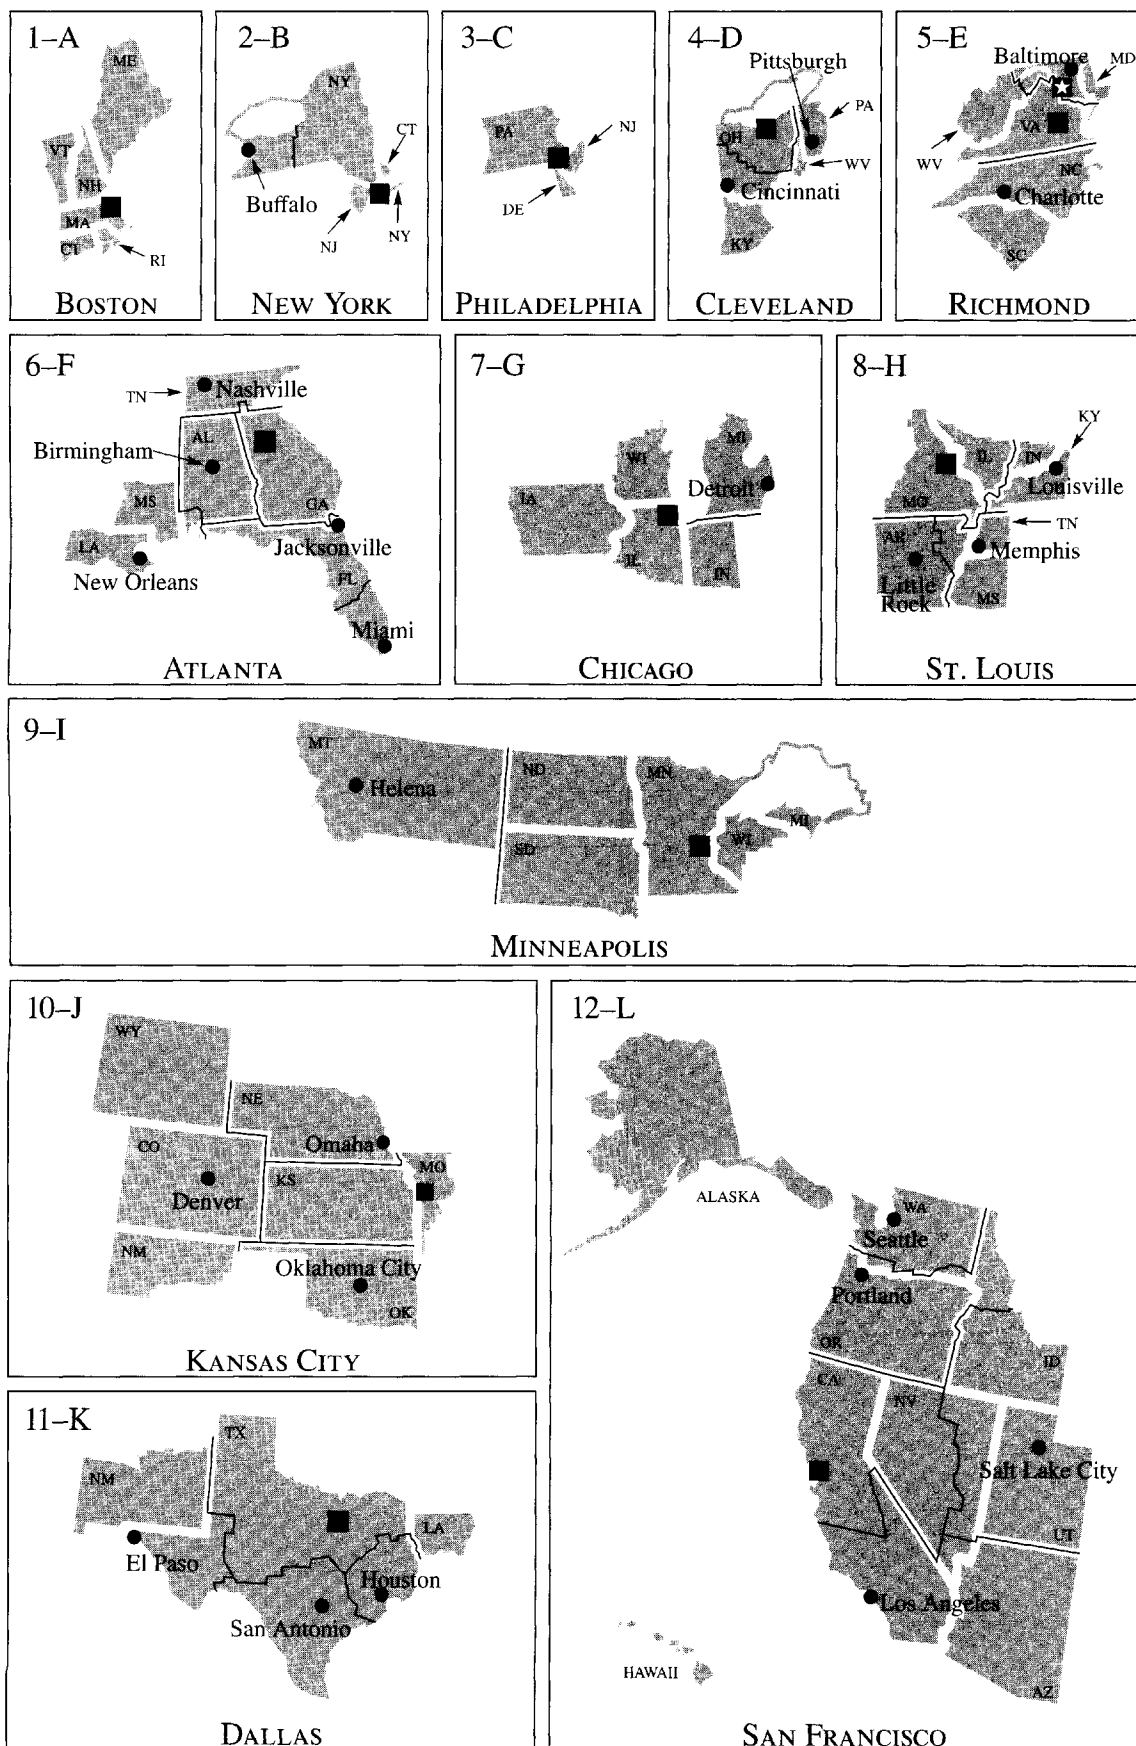 1–A
ME
VT
NH
MA
CT
RI
BOSTON
2–B
NY
CT
Buffalo
NJ
NY
NEW YORK
3–C
PA
NJ
DE
PHILADELPHIA
4–D
Pittsburgh
PA
OH
WV
Cincinnati
KY
CLEVELAND
5–E
Baltimore
MD
VA
WV
NC
Charlotte
SC
RICHMOND
6–F
TN
Nashville
AL
Birmingham
MS
GA
LA
Jacksonville
New Orleans
FL
Miami
ATLANTA
7–G
MI
WI
IA
Detroit
IL
IN
CHICAGO
8–H
KY
IL
IN
Louisville
MO
TN
AR
Memphis
Little
Rock
MS
ST. LOUIS
9–I
MT
ND
MN
Helena
MI
WI
SD
MINNEAPOLIS
10–J
WY
NE
CO
Omaha
MO
KS
Denver
NM
Oklahoma City
OK
KANSAS CITY
11–K
TX
NM
LA
El Paso
Houston
San Antonio
DALLAS
12–L
ALASKA
WA
Seattle
Portland
OR
ID
CA
NV
Salt Lake City
UT
Los Angeles
HAWAII
AZ
SAN FRANCISCO